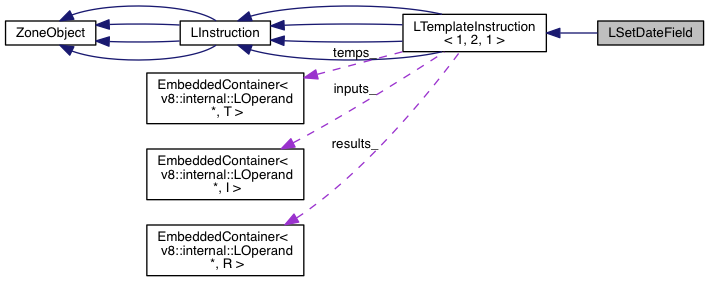 ZoneObject
LInstruction
LTemplateInstruction
< 1, 2, 1 >
LSetDateField
temps_
EmbeddedContainer<
v8::internal::LOperand
*, T >
inputs_
EmbeddedContainer<
v8::internal::LOperand
*, I >
results_
EmbeddedContainer<
v8::internal::LOperand
*, R >